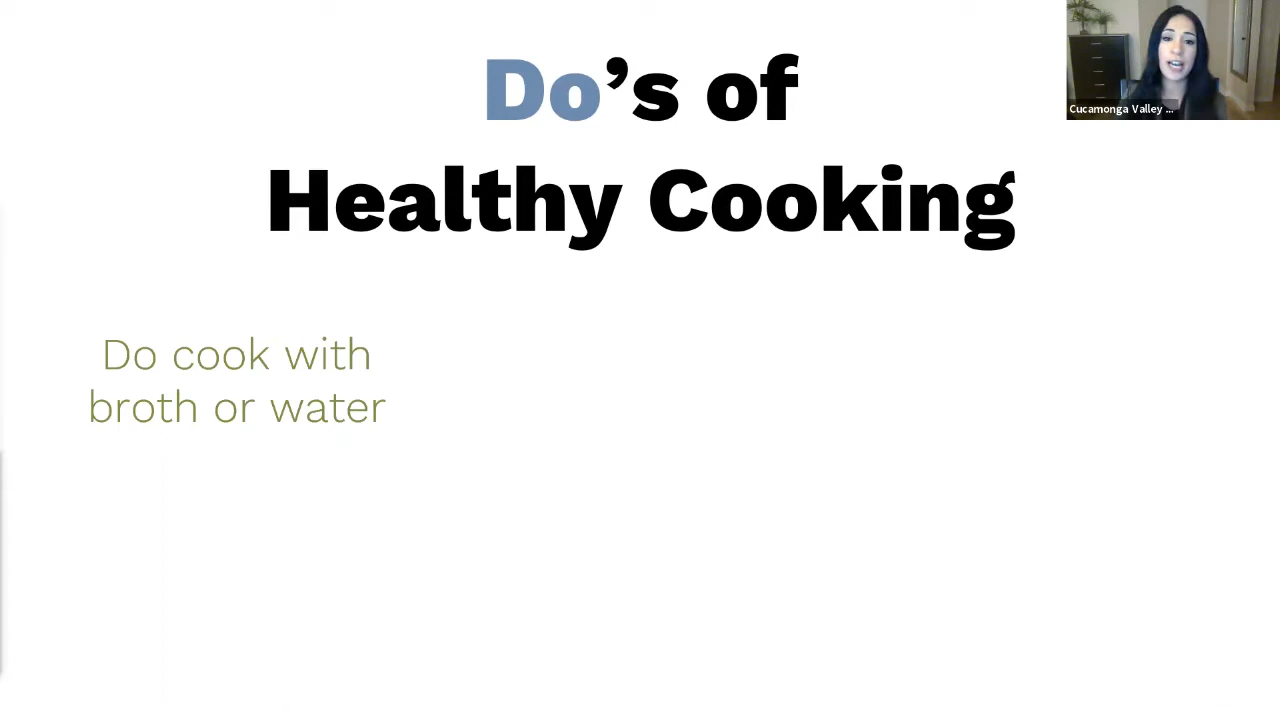 Do’s of
Healthy Cooking
Cucamonga Valley ...
Do cook with
broth or water